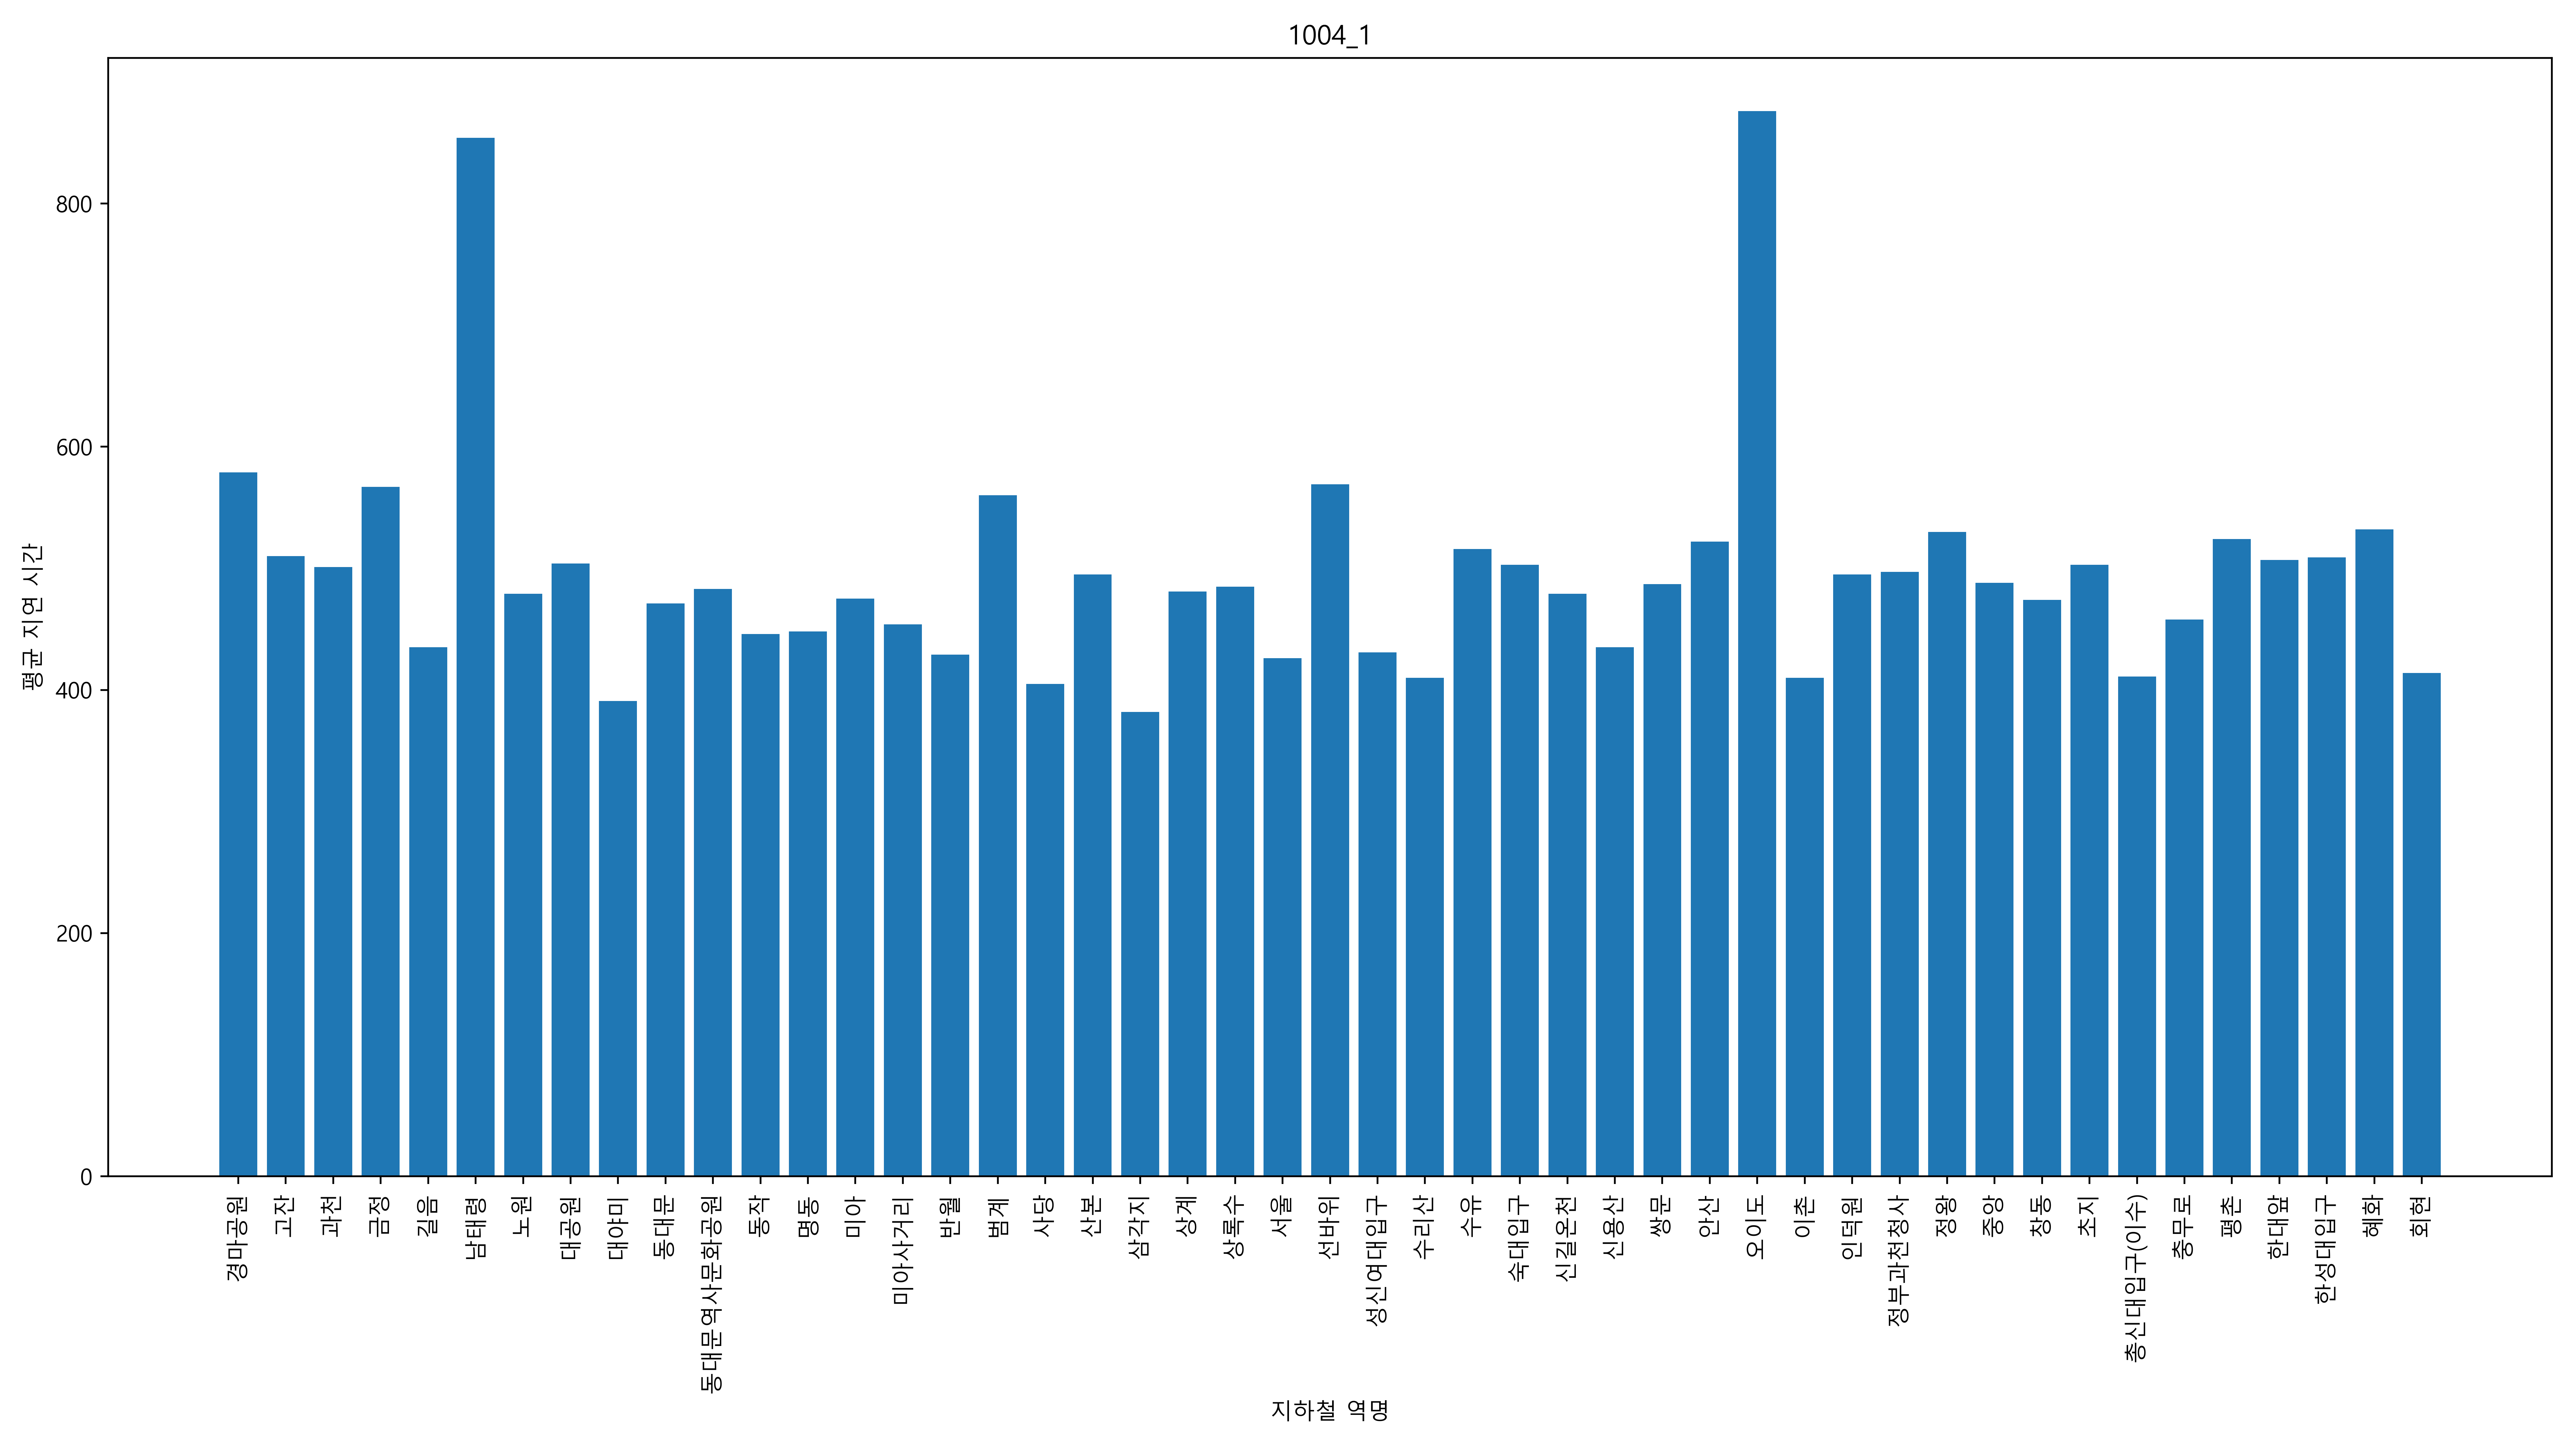 1004_1
평균 지연 시간
800
600
400
200
0
경마공원
고잔
과천
금정
길음
남태령
노원
대공원
대야미
동대문
동대문역사문화공원
동작
명동
미아
미아사거리
반월
범계
사당
산본
삼각지
상계
상록수
서울
선바위
성신여대입구
수리산
수유
숙대입구
신길온천
신용산
쌍문
안산
오이도
이촌
인덕원
정부과천청사
정왕
중앙
창동
초지
총신대입구(이수)
충무로
평촌
한대앞
한성대입구
혜화
회현
지하철 역명